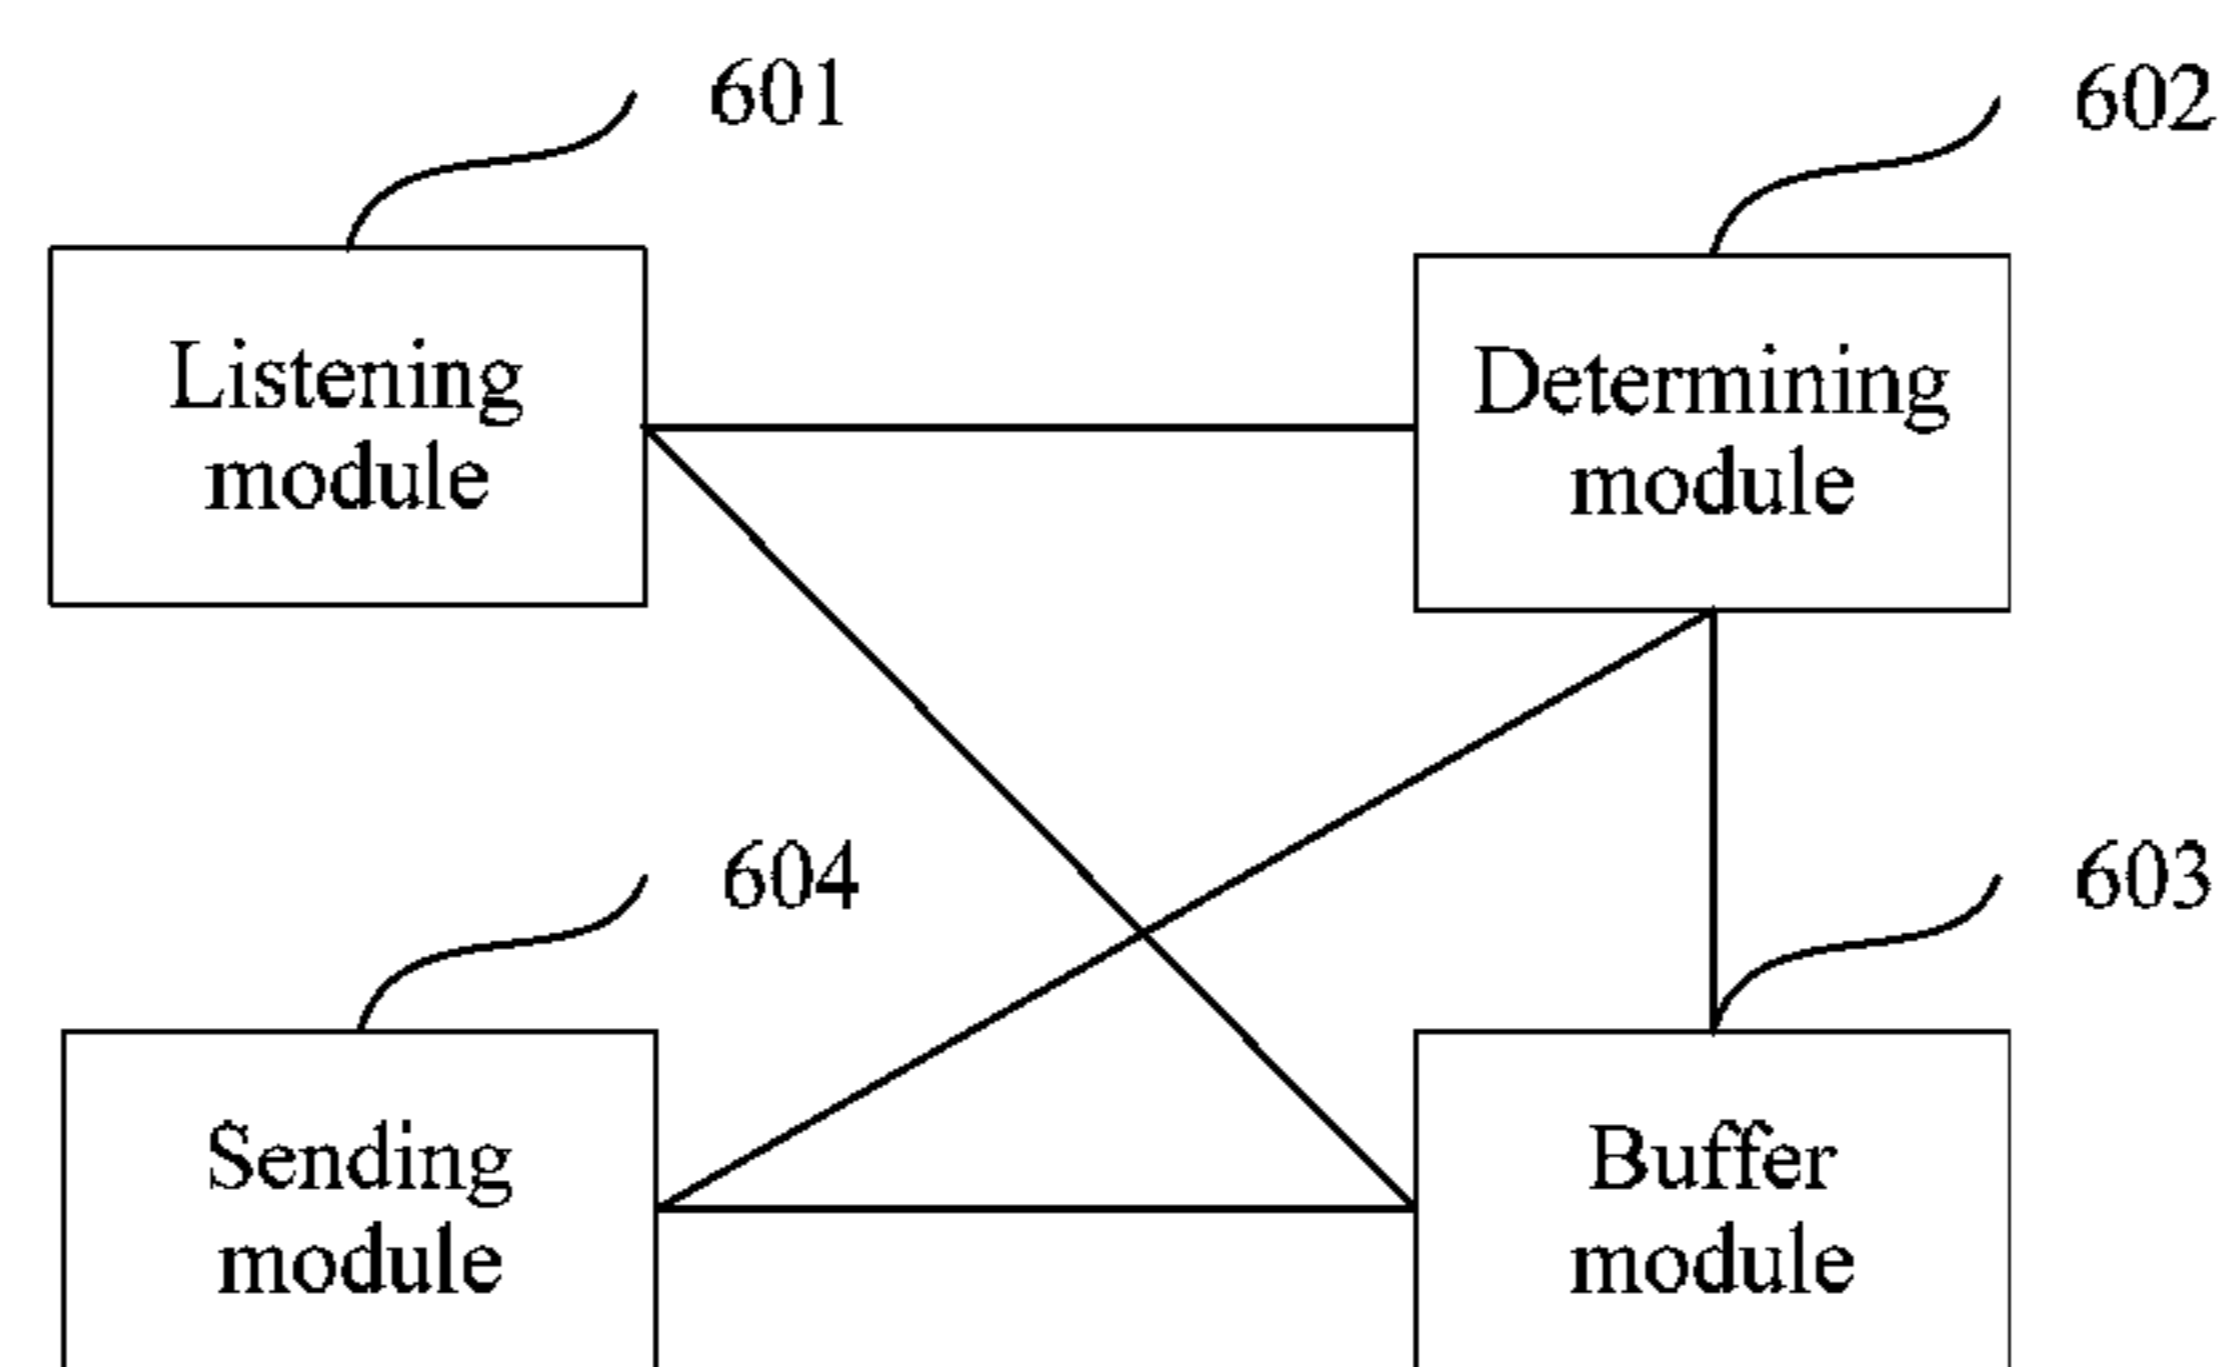 601
602
Listening
module
Determining
module
604
603
Sending
module
Buffer
module